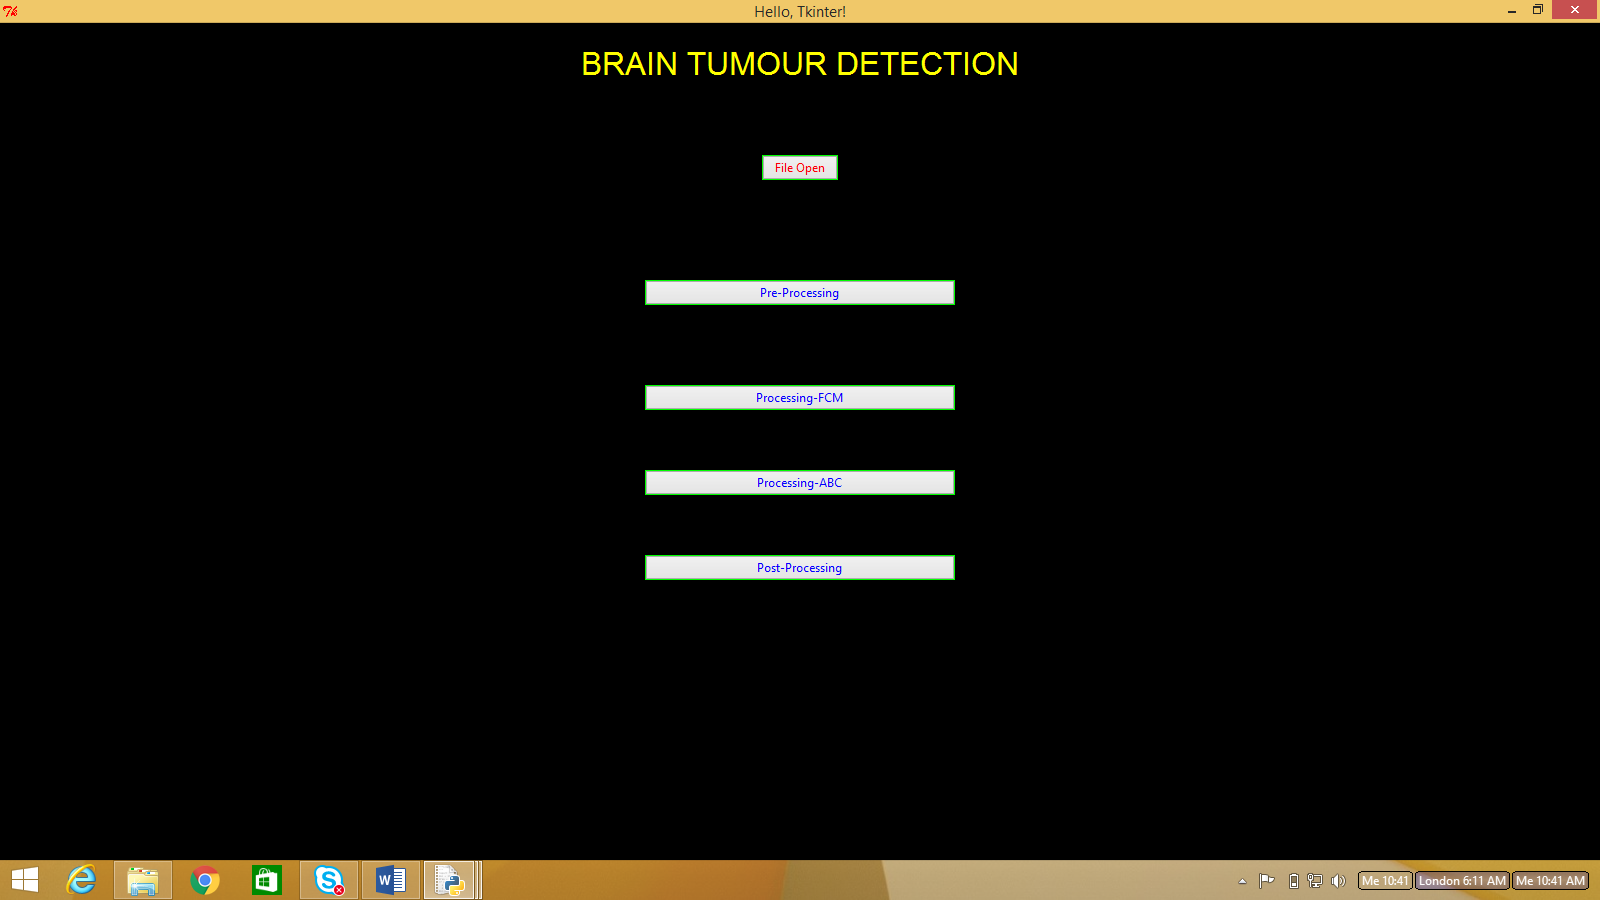 Hello, Tkinter!
BRAIN TUMOUR DETECTION
File Open
Pre-Processing
Processing-FCM
Processing-ABC
Post-Processing
Me 10:41 London 6:11 AM Me 10:41 AM